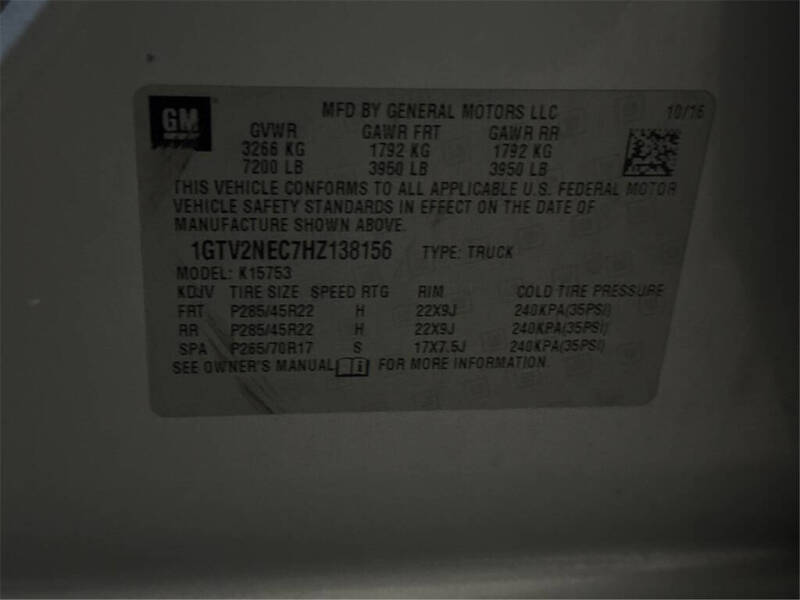 GM
MFD BY GENERAL MOTORS LLC 10/16
GVWR GAWR FRT GAWR RR
3266 KG 1792 KG 1792 KG
7200 LB 3950 LB 3950 LB
THIS VEHICLE CONFORMS TO ALL APPLICABLE U.S. FEDERAL MOTOR
VEHICLE SAFETY STANDARDS IN EFFECT ON THE DATE OF
MANUFACTURE SHOWN ABOVE.
1GTV2NEC7HZ138156 TYPE: TRUCK
MODEL: K15753
KDJV TIRE SIZE SPEED RTG RIM COLD TIRE PRESSURE
FRT P285/45R22 H 22X9J 240KPA(35PSI)
RR P285/45R22 H 22X9J 240KPA(35PSI)
SPA P265/70R17 S 17X7.5J 240KPA(35PSI)
SEE OWNER'S MANUAL i FOR MORE INFORMATION.